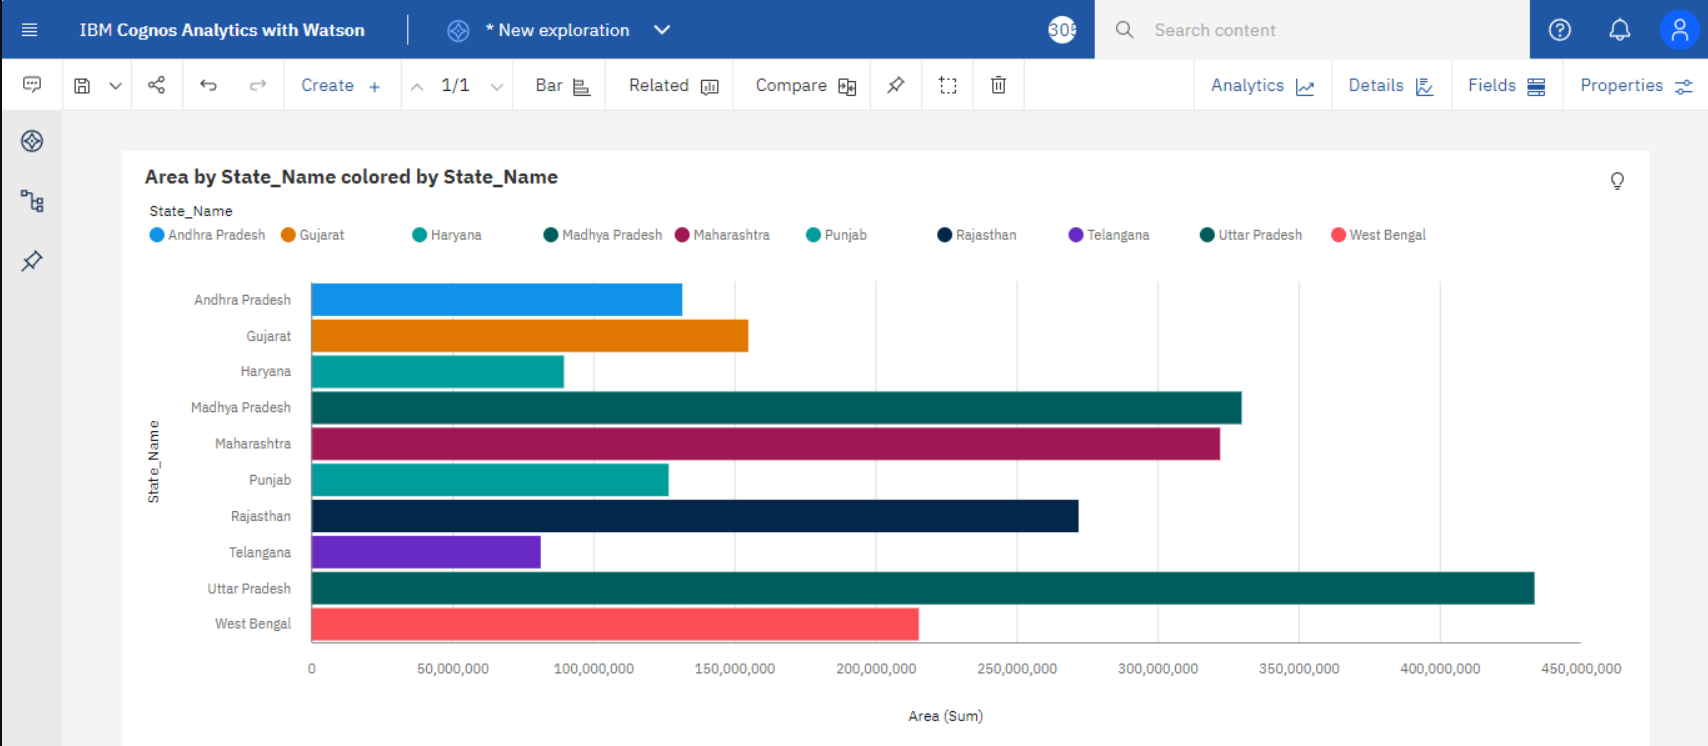 IBM Cognos Analytics with Watson
* New exploration
305
Search content
Create +
1/1
Bar
Related
Compare
Analytics
Details
Fields
Properties
Area by State_Name colored by State_Name
State_Name
Andhra Pradesh Gujarat Haryana Madhya Pradesh Maharashtra Punjab Rajasthan Telangana Uttar Pradesh West Bengal
State_Name
Andhra Pradesh
Gujarat
Haryana
Madhya Pradesh
Maharashtra
Punjab
Rajasthan
Telangana
Uttar Pradesh
West Bengal
0 50,000,000 100,000,000 150,000,000 200,000,000 250,000,000 300,000,000 350,000,000 400,000,000 450,000,000
Area (Sum)